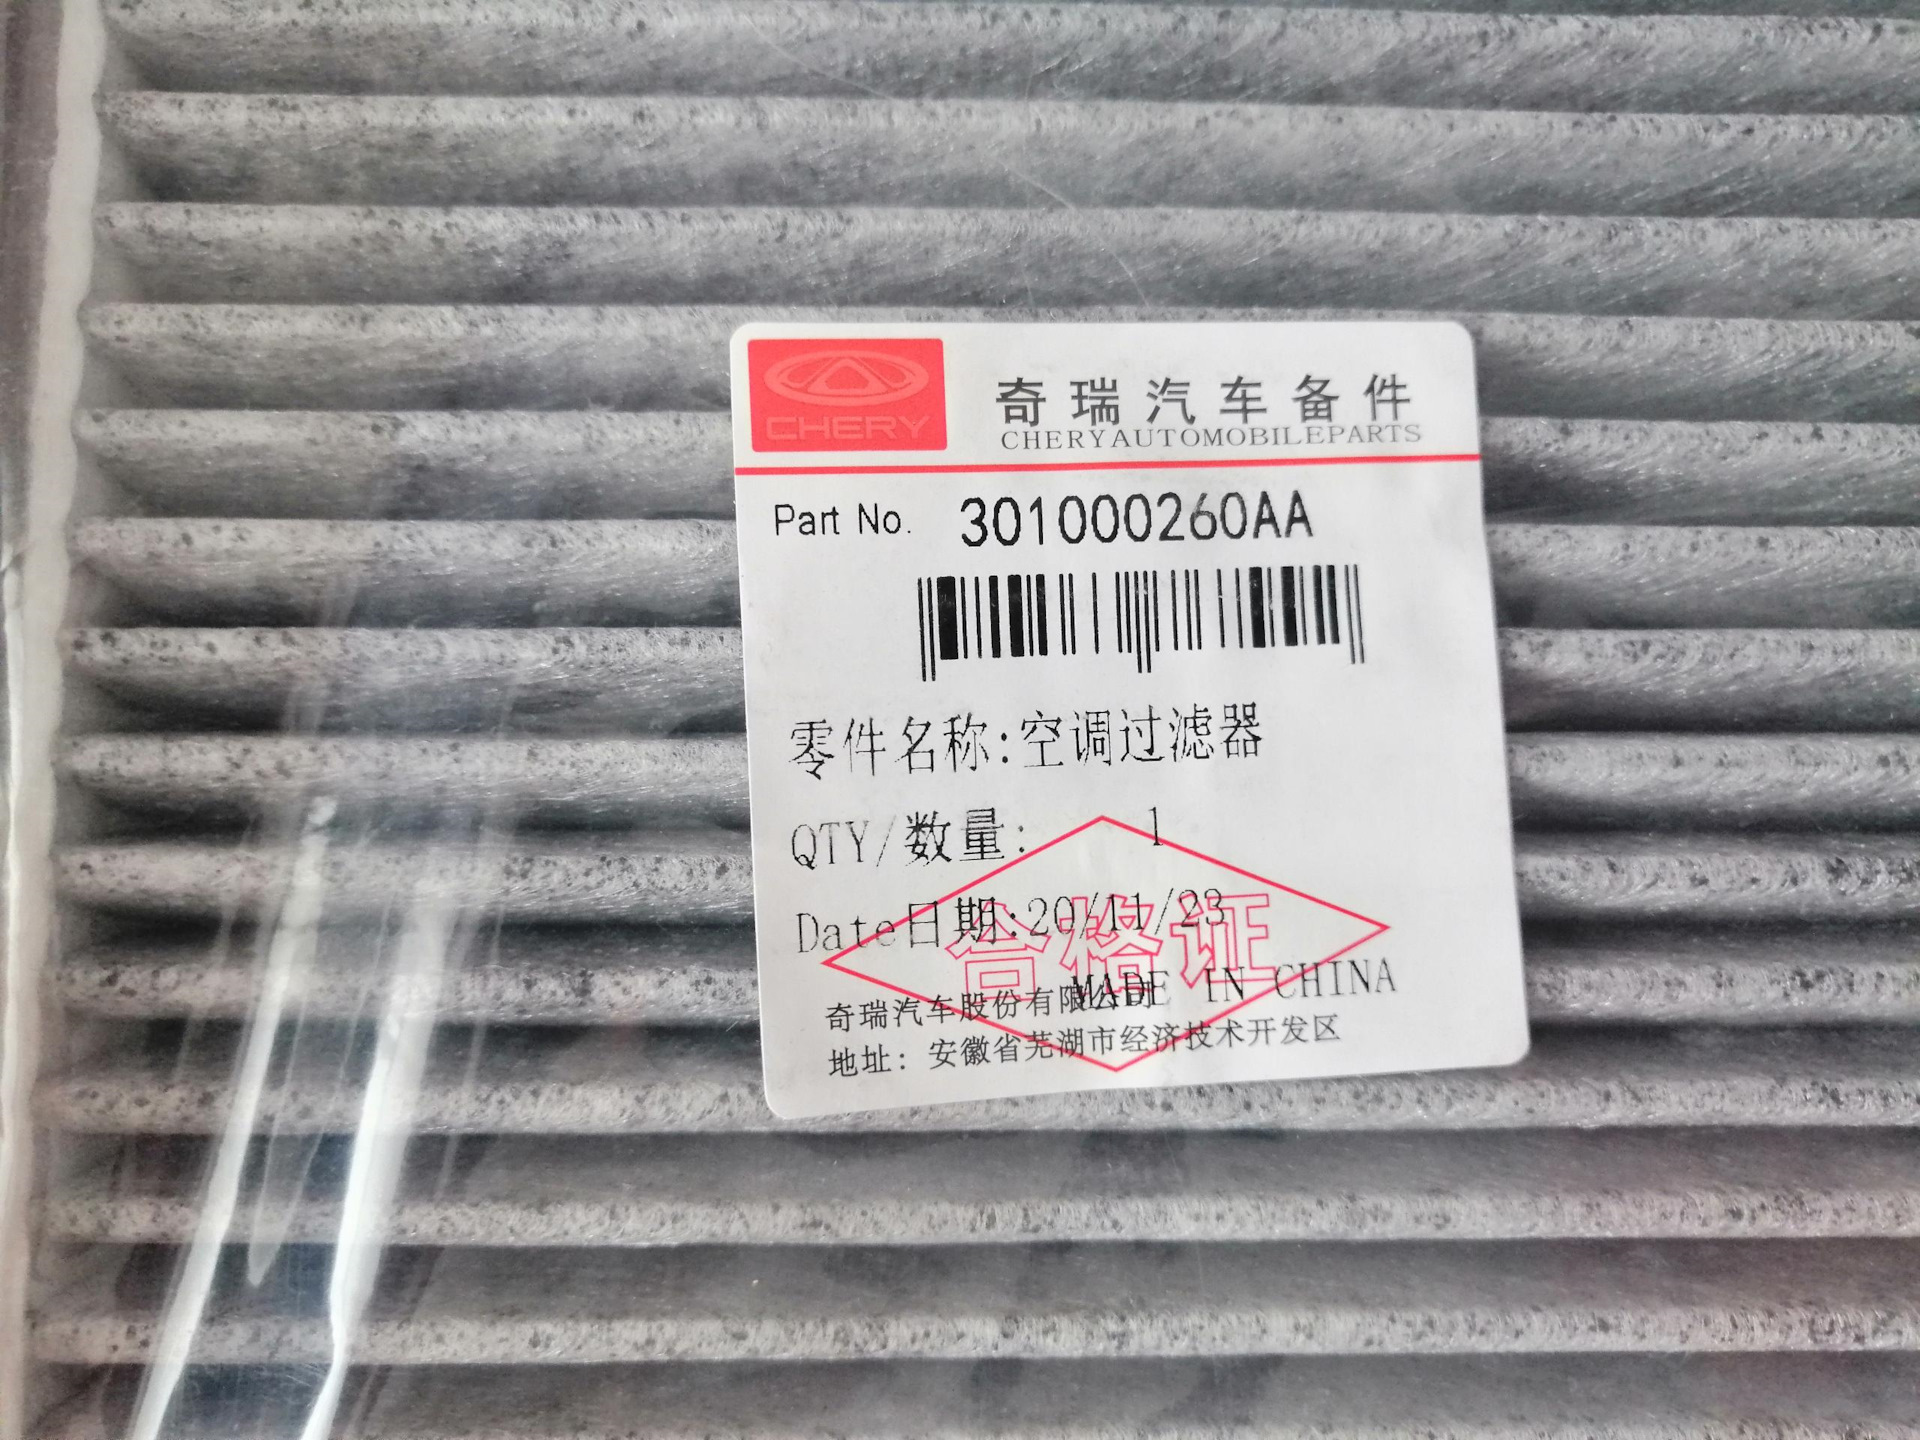 CHERY
奇瑞汽车备件
CHERYAUTOMOBILEPARTS
Part No. 301000260AA
零件名称:空调过滤器
QTY/数量: 1
Date日期:20/11/23
合格证
MADE IN CHINA
奇瑞汽车股份有限公司
地址: 安徽省芜湖市经济技术开发区